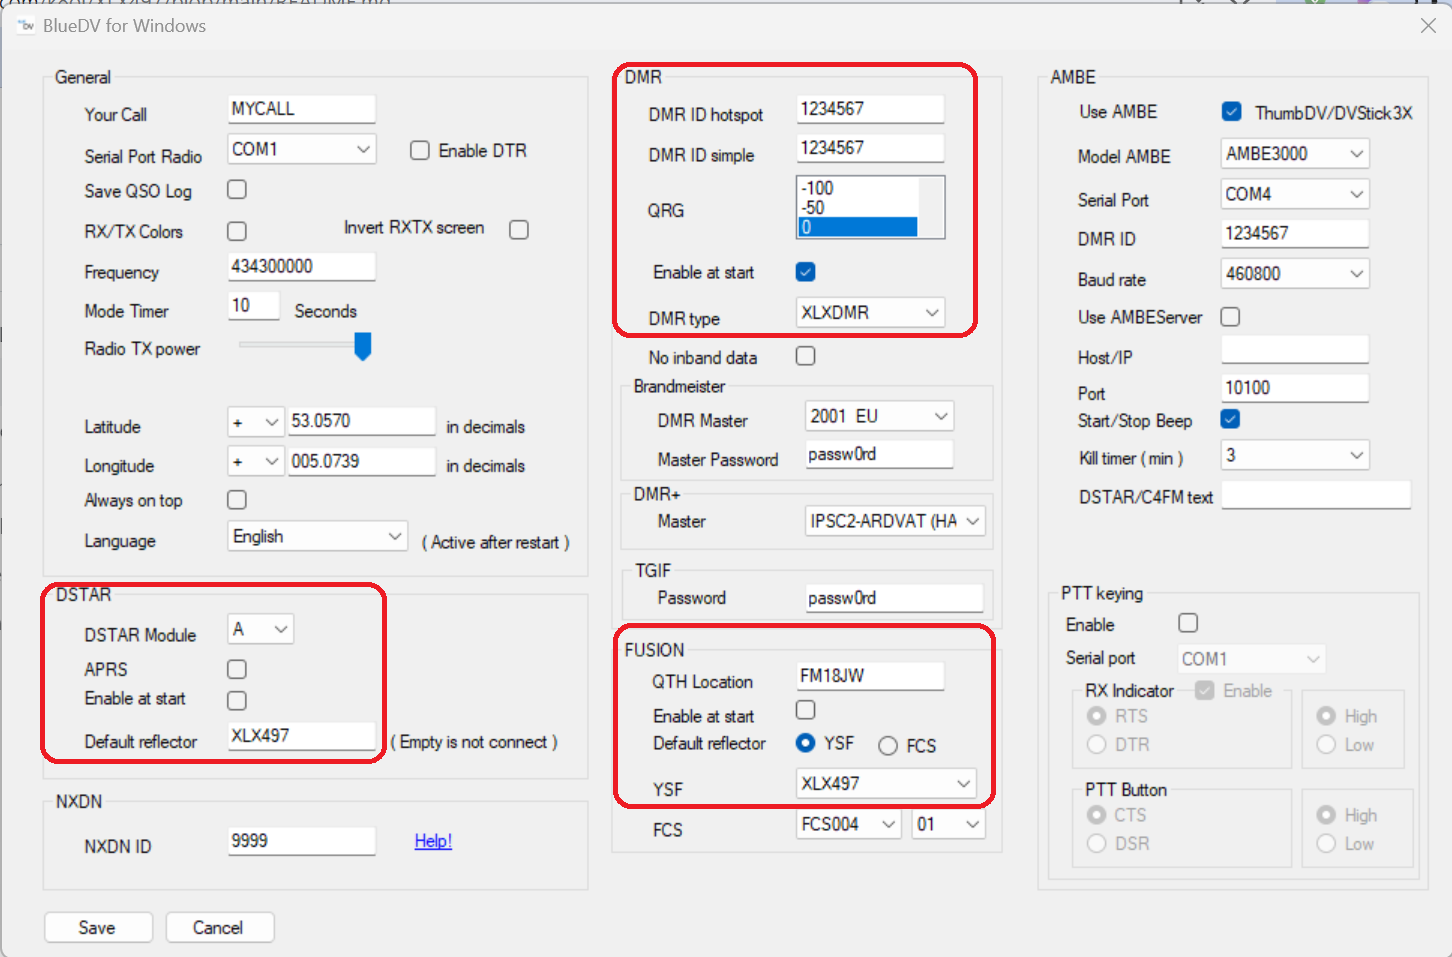 BlueDV for Windows
General
Your Call MYCALL
Serial Port Radio COM1 Enable DTR
Save QSO Log
RX/TX Colors Invert RXTX screen
Frequency 434300000
Mode Timer 10 Seconds
Radio TX power
Latitude + 53.0570 in decimals
Longitude + 005.0739 in decimals
Always on top
Language English ( Active after restart )
DSTAR
DSTAR Module A
APRS
Enable at start
Default reflector XLX497 ( Empty is not connect )
NXDN
NXDN ID 9999 Help!
Save Cancel
DMR
DMR ID hotspot 1234567
DMR ID simple 1234567
QRG
-100
-50
0
Enable at start
DMR type XLXDMR
No inband data
Brandmeister
DMR Master 2001 EU
Master Password passw0rd
DMR+
Master IPSC2-ARDVAT (HA
TGIF
Password passw0rd
FUSION
QTH Location FM18JW
Enable at start
Default reflector YSF FCS
YSF XLX497
FCS FCS004 01
AMBE
Use AMBE ThumbDV/DVStick3X
Model AMBE AMBE3000
Serial Port COM4
DMR ID 1234567
Baud rate 460800
Use AMBEServer
Host/IP
Port 10100
Start/Stop Beep
Kill timer ( min ) 3
DSTAR/C4FM text
PTT keying
Enable
Serial port COM1
RX Indicator Enable
RTS High
DTR Low
PTT Button
CTS High
DSR Low